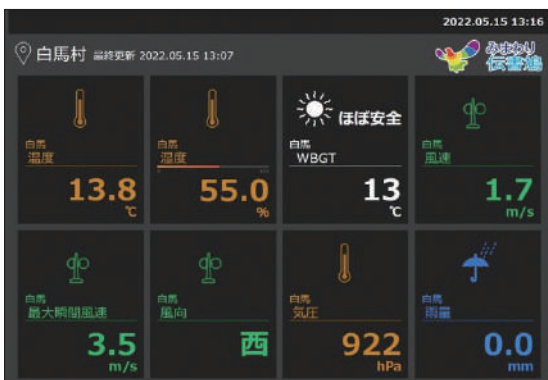 2022.05.15 13:16
白馬村 最終更新 2022.05.15 13:07
みまわり
伝書鳩
白馬
温度
13.8
℃
白馬
湿度
55.0
%
ほぼ安全
白馬
WBGT
13
℃
白馬
風速
1.7
m/s
白馬
最大瞬間風速
3.5
m/s
白馬
風向
西
白馬
気圧
922
hPa
白馬
雨量
0.0
mm